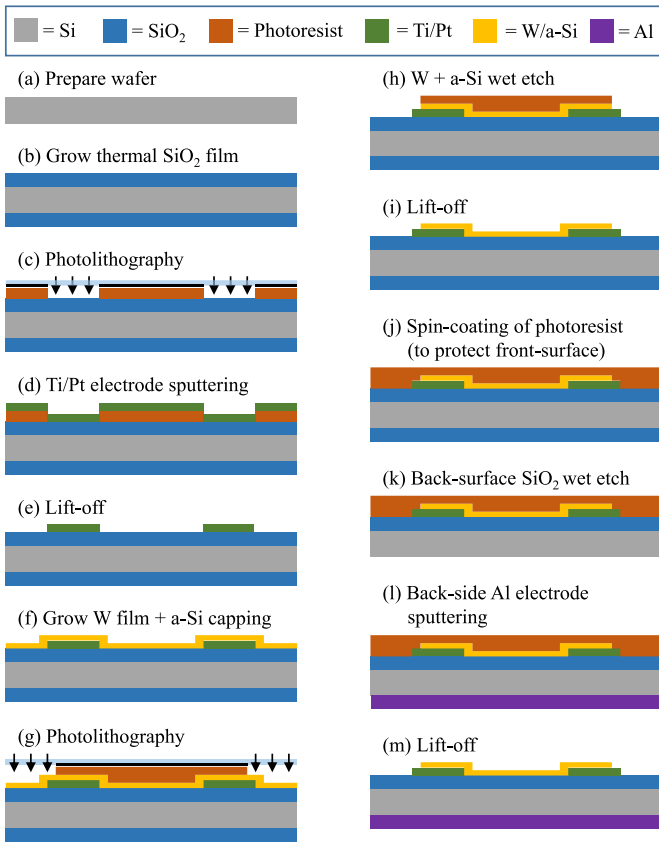 = Si = SiO₂ = Photoresist = Ti/Pt = W/a-Si = Al
(a) Prepare wafer
(b) Grow thermal SiO₂ film
(c) Photolithography
(d) Ti/Pt electrode sputtering
(e) Lift-off
(f) Grow W film + a-Si capping
(g) Photolithography
(h) W + a-Si wet etch
(i) Lift-off
(j) Spin-coating of photoresist
(to protect front-surface)
(k) Back-surface SiO₂ wet etch
(l) Back-side Al electrode
sputtering
(m) Lift-off